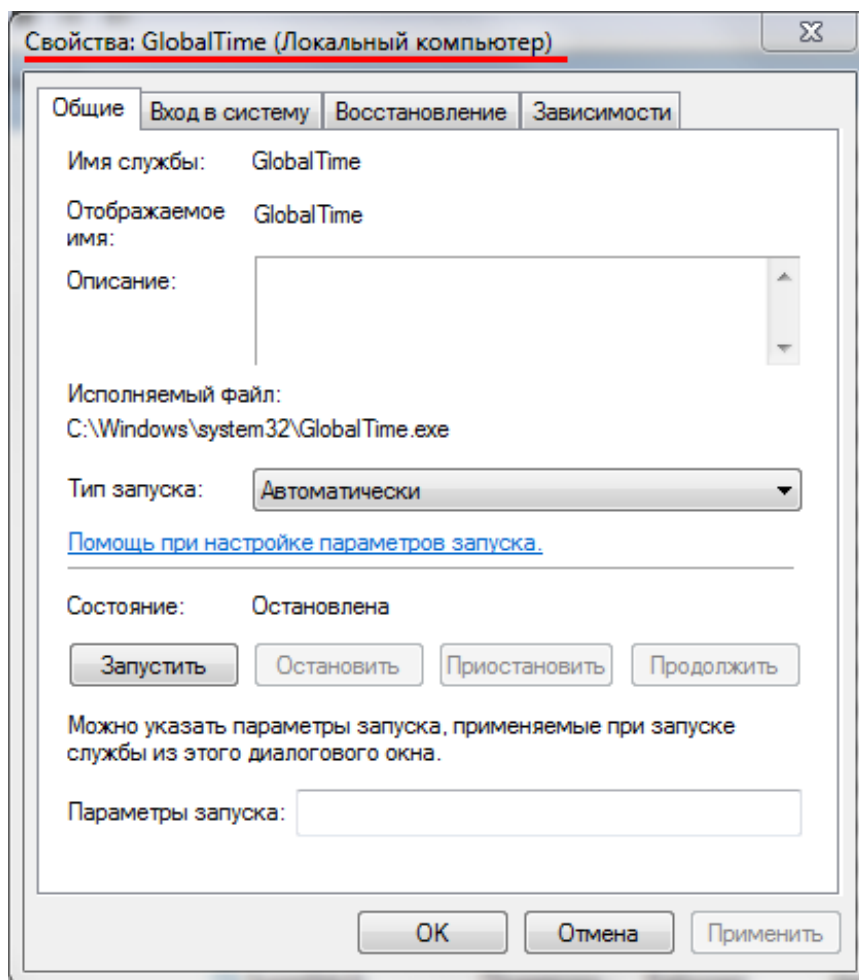 Свойства: GlobalTime (Локальный компьютер)
Общие Вход в систему Восстановление Зависимости
Имя службы: GlobalTime
Отображаемое имя: GlobalTime
Описание:
Исполняемый файл:
C:\Windows\system32\GlobalTime.exe
Тип запуска: Автоматически
Помощь при настройке параметров запуска.
Состояние: Остановлена
Запустить Остановить Приостановить Продолжить
Можно указать параметры запуска, применяемые при запуске
службы из этого диалогового окна.
Параметры запуска:
ОК Отмена Применить